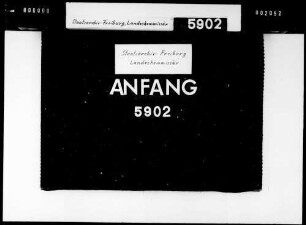 Staatsarchiv Freiburg, Landeskommissär
5902
Staatsarchiv Freiburg
Landeskommissär
ANFANG
5902